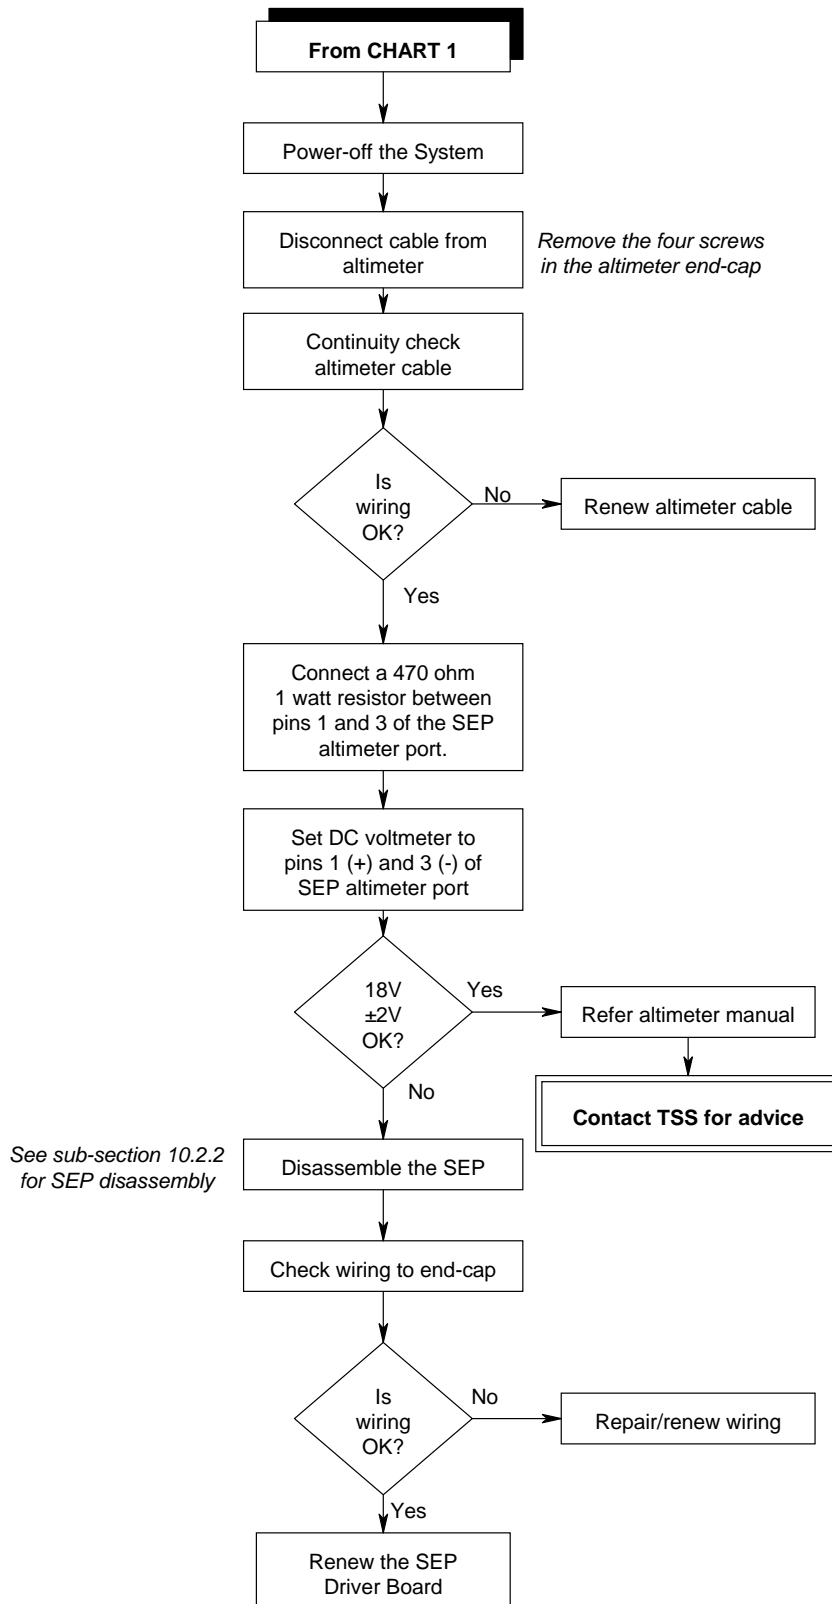 From CHART 1
Power-off the System
Disconnect cable from
altimeter
Remove the four screws
in the altimeter end-cap
Continuity check
altimeter cable
Is
wiring
OK?
No
Renew altimeter cable
Yes
Connect a 470 ohm
1 watt resistor between
pins 1 and 3 of the SEP
altimeter port.
Set DC voltmeter to
pins 1 (+) and 3 (-) of
SEP altimeter port
18V
±2V
OK?
Yes
Refer altimeter manual
Contact TSS for advice
No
See sub-section 10.2.2
for SEP disassembly
Disassemble the SEP
Check wiring to end-cap
Is
wiring
OK?
No
Repair/renew wiring
Yes
Renew the SEP
Driver Board